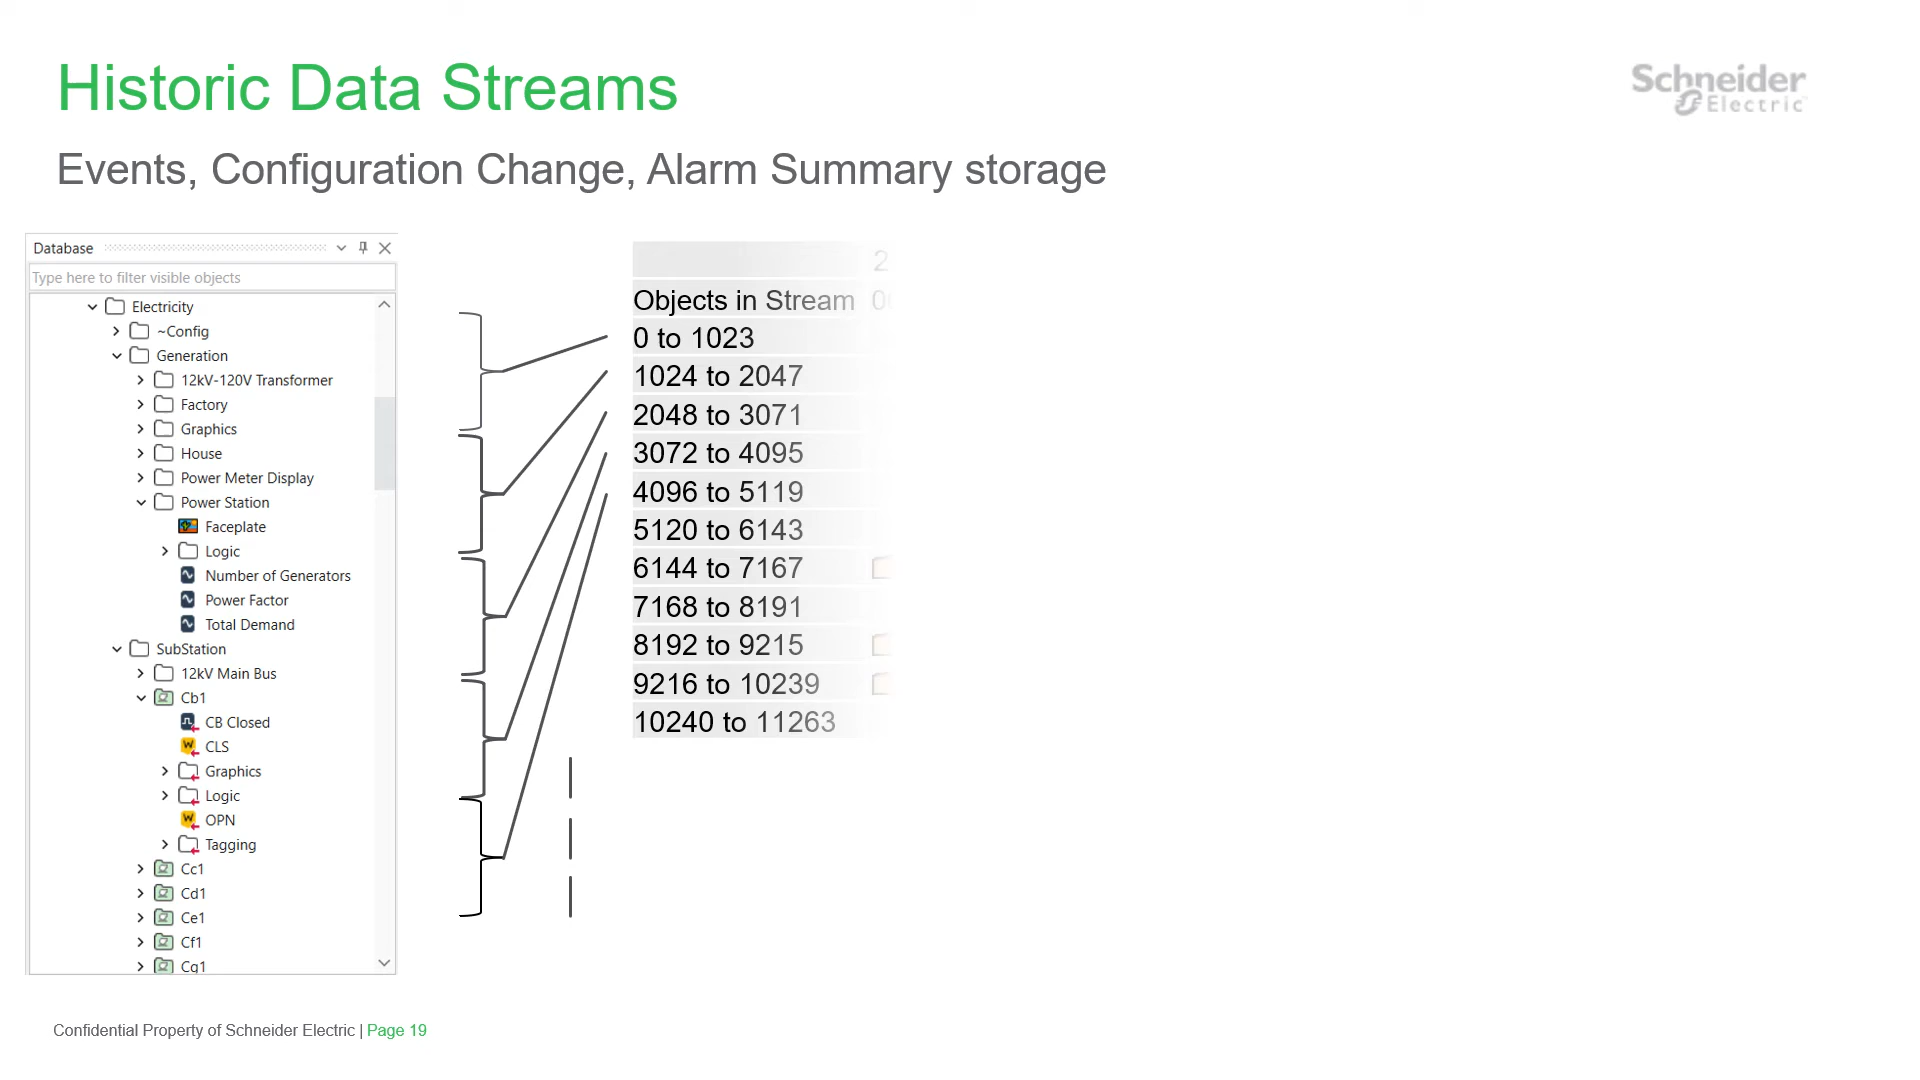 Historic Data Streams
Schneider
Electric
Events, Configuration Change, Alarm Summary storage
Database
Type here to filter visible objects
Electricity
~Config
Generation
12kV-120V Transformer
Factory
Graphics
House
Power Meter Display
Power Station
Faceplate
Logic
Number of Generators
Power Factor
Total Demand
SubStation
12kV Main Bus
Cb1
CB Closed
CLS
Graphics
Logic
OPN
Tagging
Cc1
Cd1
Ce1
Cf1
Cg1
2
Objects in Stream
0 to 1023
1024 to 2047
2048 to 3071
3072 to 4095
4096 to 5119
5120 to 6143
6144 to 7167
7168 to 8191
8192 to 9215
9216 to 10239
10240 to 11263
Confidential Property of Schneider Electric | Page 19